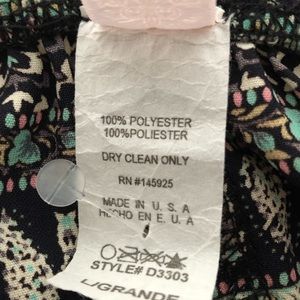 100% POLYESTER
100%POLIESTER
DRY CLEAN ONLY
RN #145925
MADE IN U. S. A
HECHO EN E. U. A
STYLE# D3303
L/GRANDE